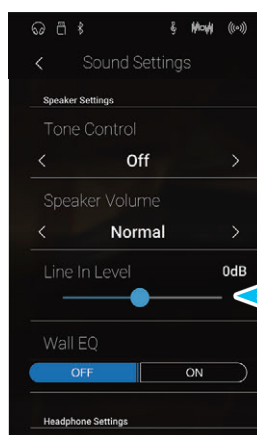 Sound Settings
Speaker Settings
Tone Control
Off
Speaker Volume
Normal
Line In Level 0dB
Wall EQ
OFF ON
Headphone Settings